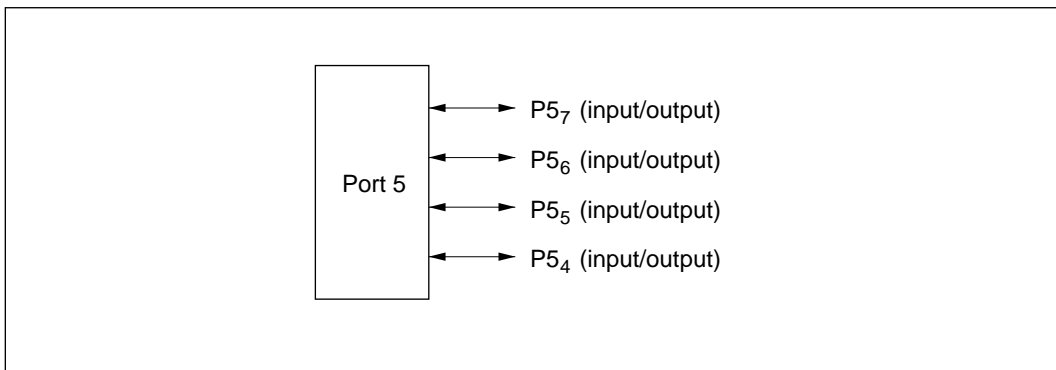 P5₇ (input/output)
P5₆ (input/output)
Port 5
P5₅ (input/output)
P5₄ (input/output)